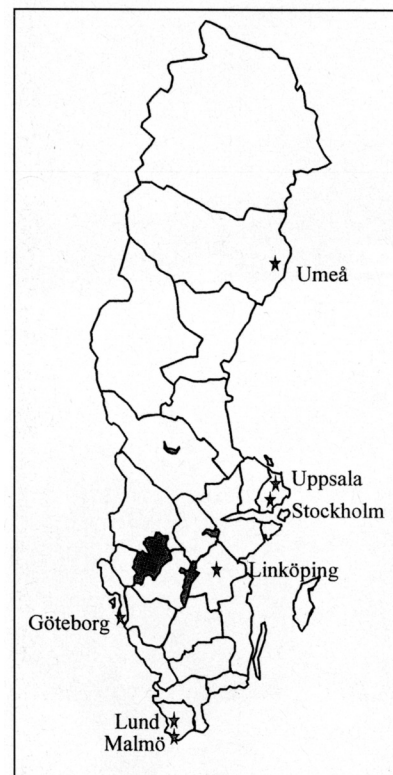 Umeå
Uppsala
Stockholm
Linköping
Göteborg
Lund
Malmö